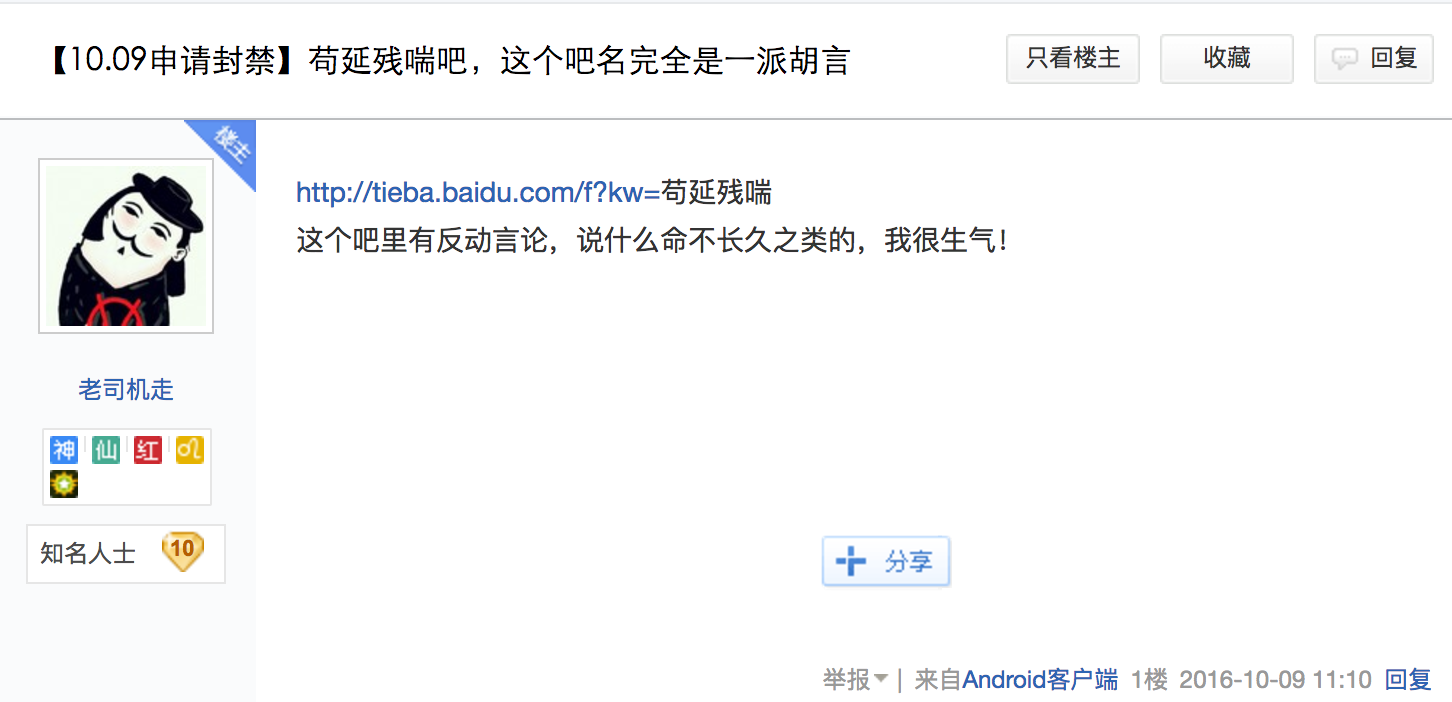 【10.09申请封禁】苟延残喘吧，这个吧名完全是一派胡言
只看楼主
收藏
回复
楼主
http://tieba.baidu.com/f?kw=苟延残喘
这个吧里有反动言论，说什么命不长久之类的，我很生气！
老司机走
神 仙 红
知名人士 10
分享
举报 | 来自Android客户端 1楼 2016-10-09 11:10 回复